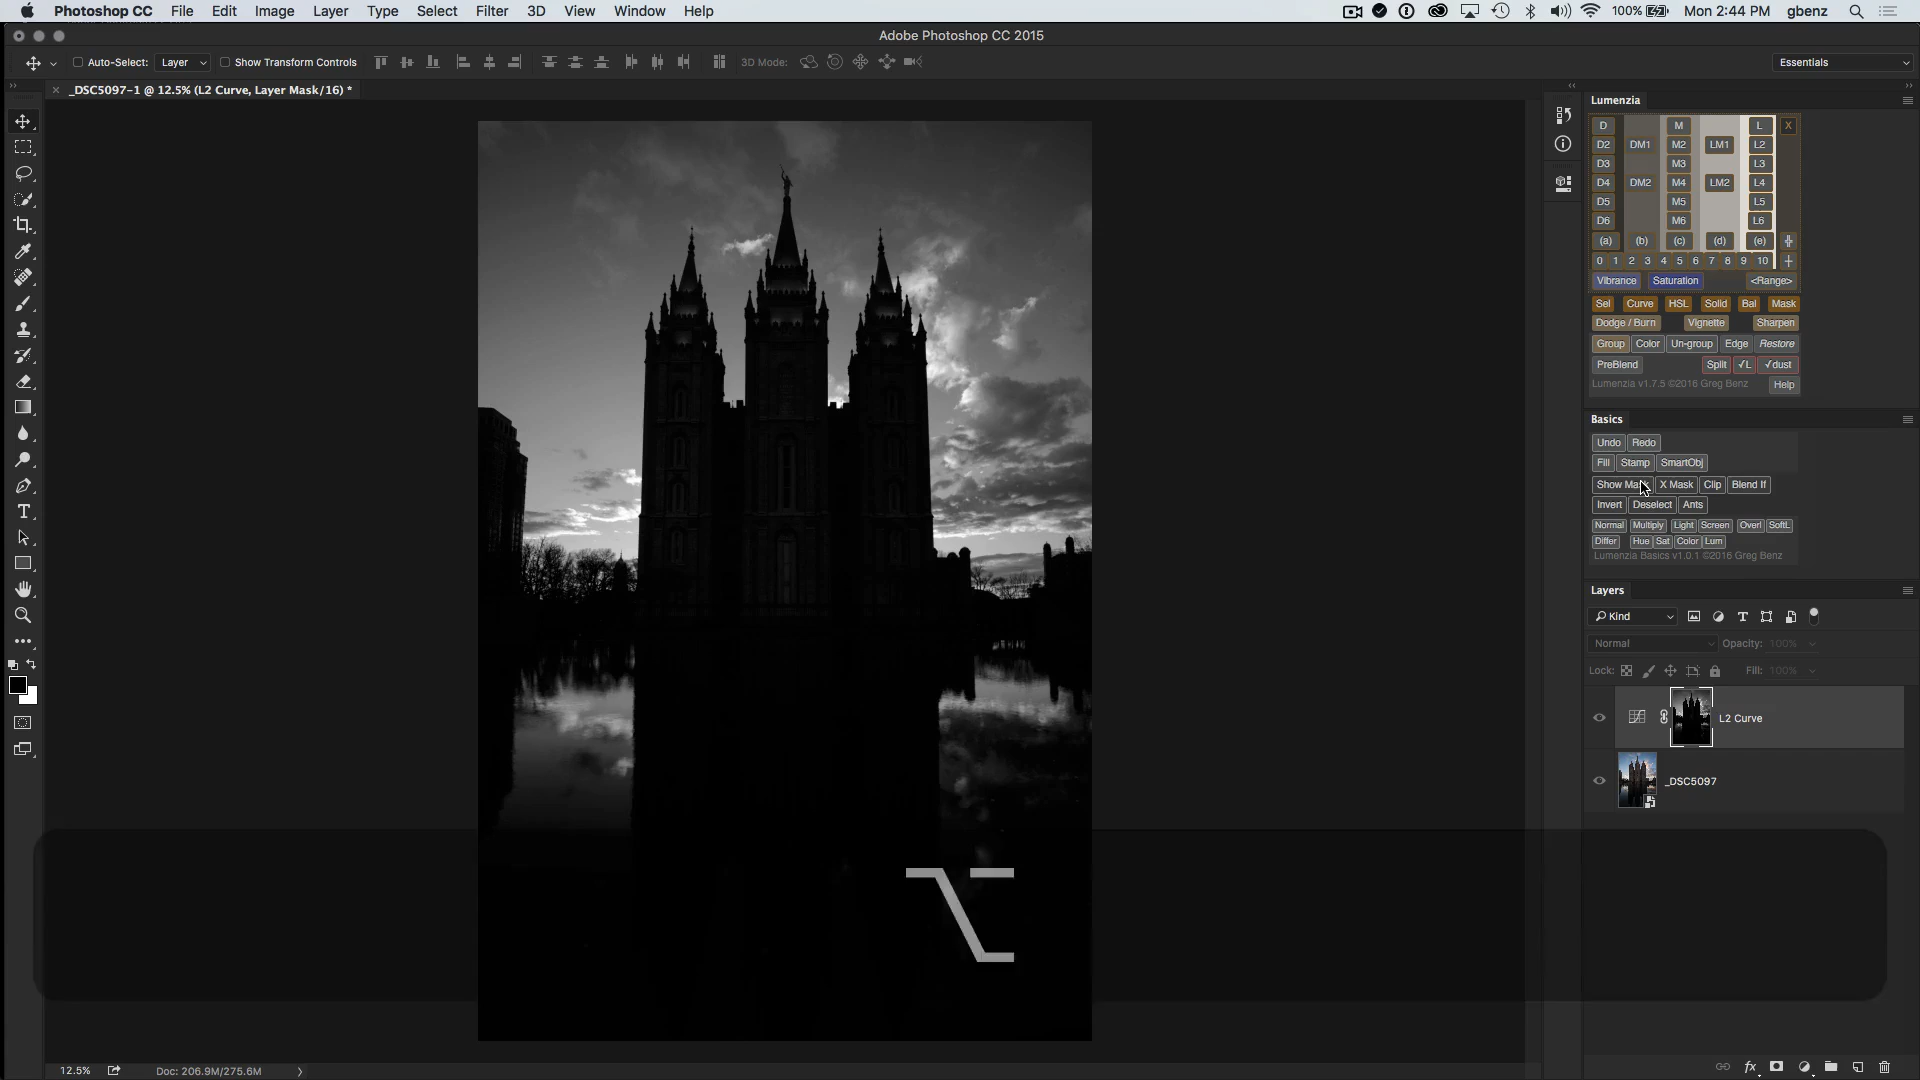 Photoshop CC File Edit Image Layer Type Select Filter 3D View Window Help 100% Mon 2:44 PM gbenz
Adobe Photoshop CC 2015
Auto-Select: Layer Show Transform Controls 3D Mode: Essentials
_DSC5097-1 @ 12.5% (L2 Curve, Layer Mask/16) *
Lumenzia
D M L X
D2 DM1 M2 LM1 L2
D3 M3 L3
D4 DM2 M4 LM2 L4
D5 M5 L5
D6 M6 L6
(a) (b) (c) (d) (e)
0 1 2 3 4 5 6 7 8 9 10
Vibrance Saturation <Range>
Sel Curve HSL Solid Bal Mask
Dodge / Burn Vignette Sharpen
Group Color Un-group Edge Restore
PreBlend Split √L √dust
Lumenzia v1.7.5 ©2016 Greg Benz Help
Basics
Undo Redo
Fill Stamp SmartObj
Show Mask X Mask Clip Blend If
Invert Deselect Ants
Normal Multiply Light Screen Overl SoftL
Differ Hue Sat Color Lum
Lumenzia Basics v1.0.1 ©2016 Greg Benz
Layers
Kind
Normal Opacity: 100%
Lock: Fill: 100%
L2 Curve
_DSC5097
12.5% Doc: 206.9M/275.6M